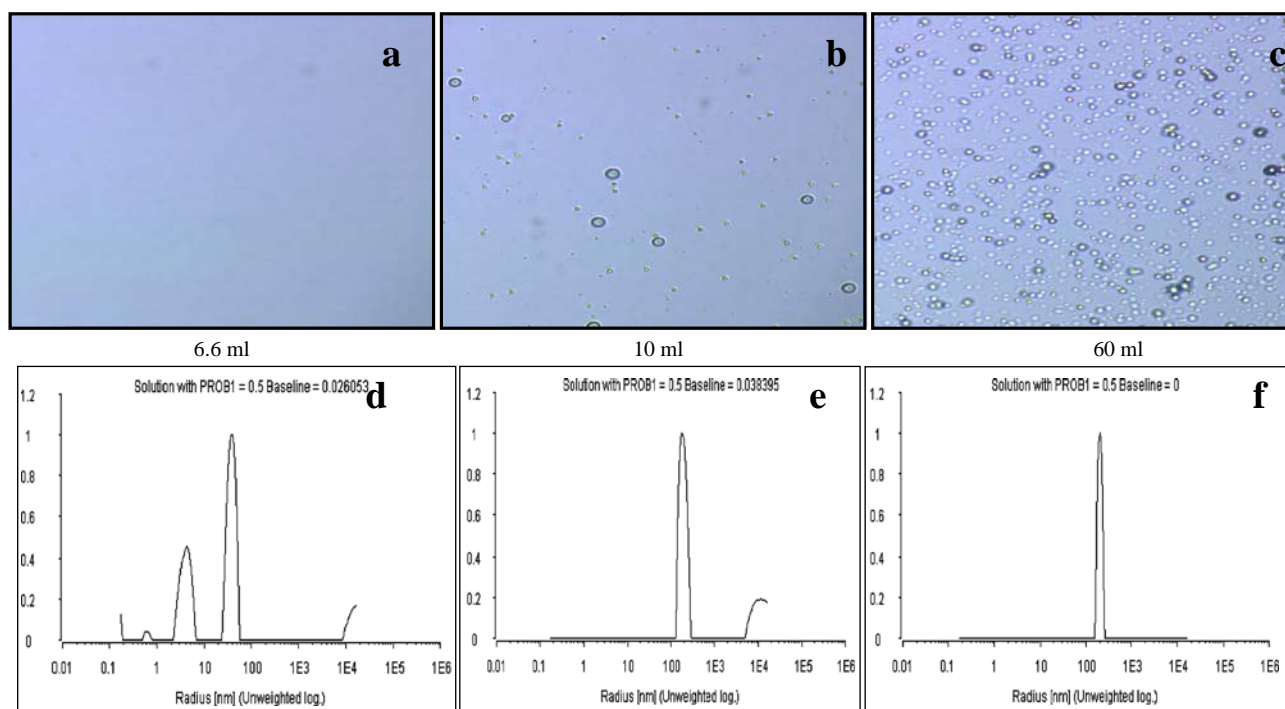 a
b
c
6.6 ml
10 ml
60 ml
Solution with PROB1 = 0.5 Baseline = 0.026053
d
1.2
1
0.8
0.6
0.4
0.2
0
0.01 0.1 1 10 100 1E3 1E4 1E5 1E6
Radius [nm] (Unweighted log.)
Solution with PROB1 = 0.5 Baseline = 0.038395
e
1.2
1
0.8
0.6
0.4
0.2
0
0.01 0.1 1 10 100 1E3 1E4 1E5 1E6
Radius [nm] (Unweighted log.)
Solution with PROB1 = 0.5 Baseline = 0
f
1.2
1
0.8
0.6
0.4
0.2
0
0.01 0.1 1 10 100 1E3 1E4 1E5 1E6
Radius [nm] (Unweighted log.)